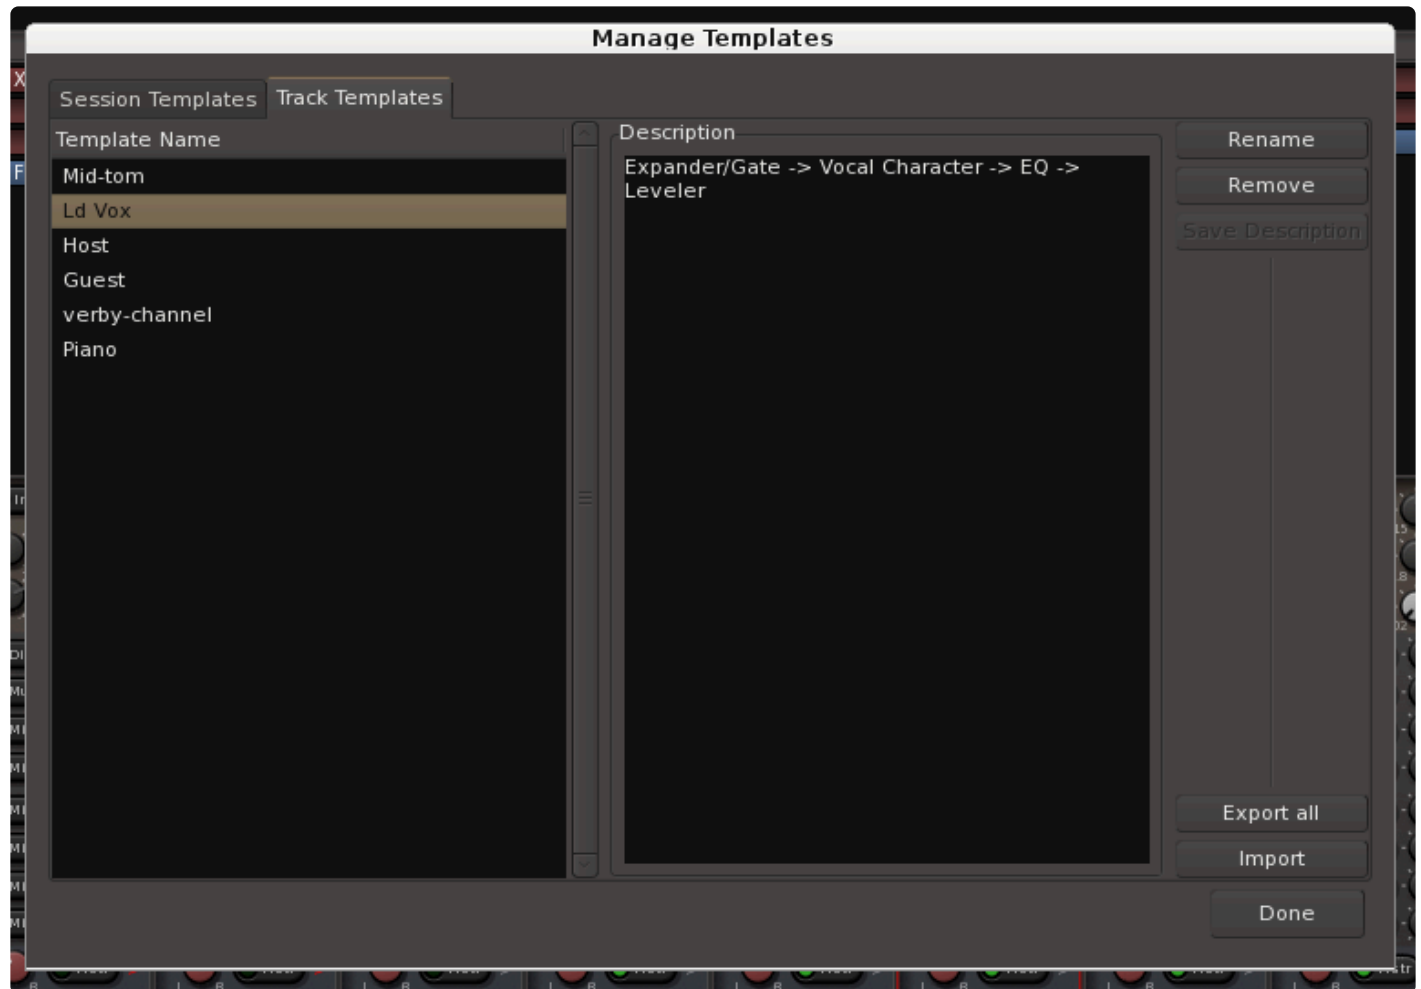 Manage Templates
Session Templates
Track Templates
Template Name
Mid-tom
Ld Vox
Host
Guest
verby-channel
Piano
Description
Expander/Gate -> Vocal Character -> EQ ->
Leveler
Rename
Remove
Save Description
Export all
Import
Done